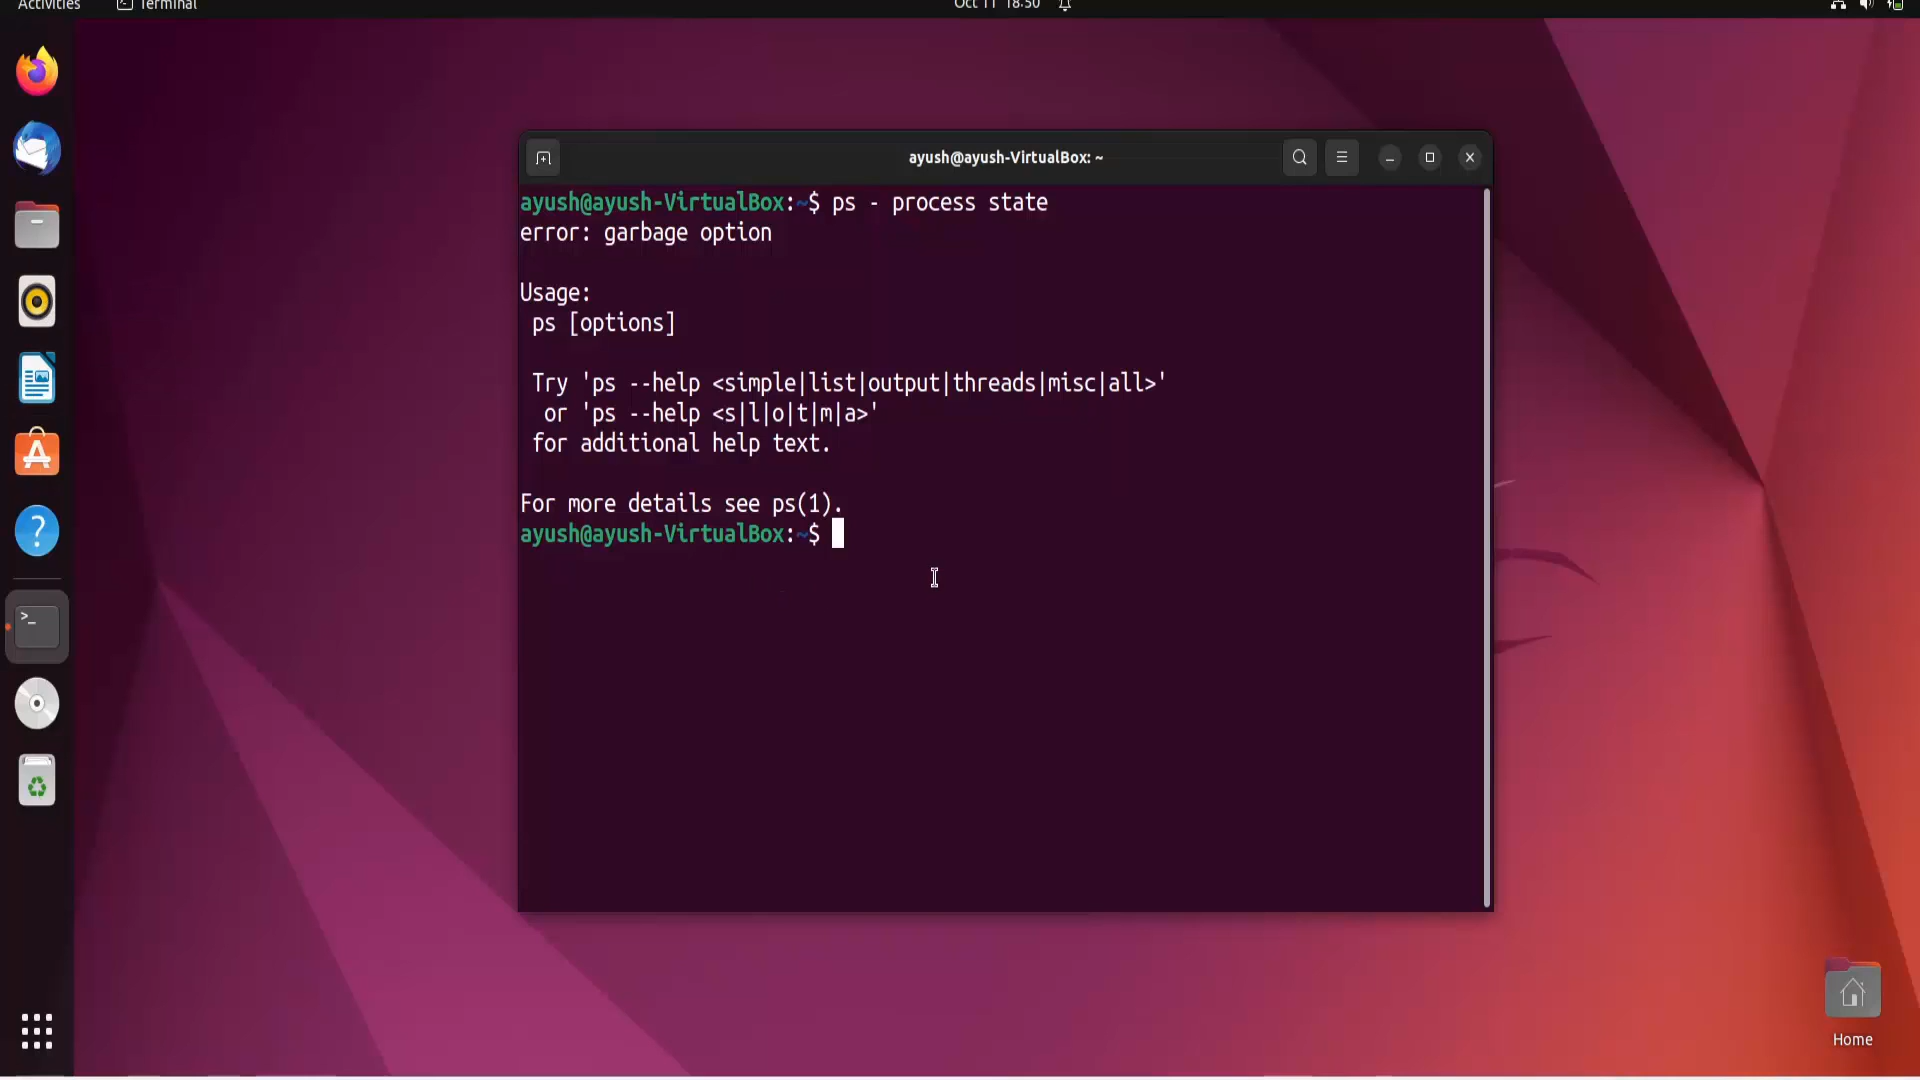 Activities Terminal Oct 11 18:50
ayush@ayush-VirtualBox: ~
ayush@ayush-VirtualBox:~$ ps - process state
error: garbage option
Usage:
ps [options]
Try 'ps --help <simple|list|output|threads|misc|all>'
or 'ps --help <s|l|o|t|m|a>'
for additional help text.
For more details see ps(1).
ayush@ayush-VirtualBox:~$
Home